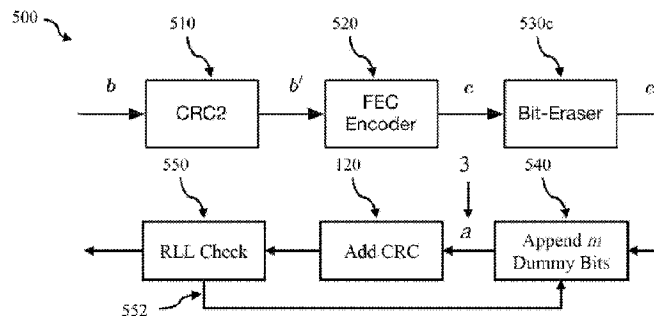 500
510
520
530c
b
b'
c
c
CRC2
FEC
Encoder
Bit-Eraser
550
120
3
540
a
RLL Check
Add CRC
Append m
Dummy Bits
552